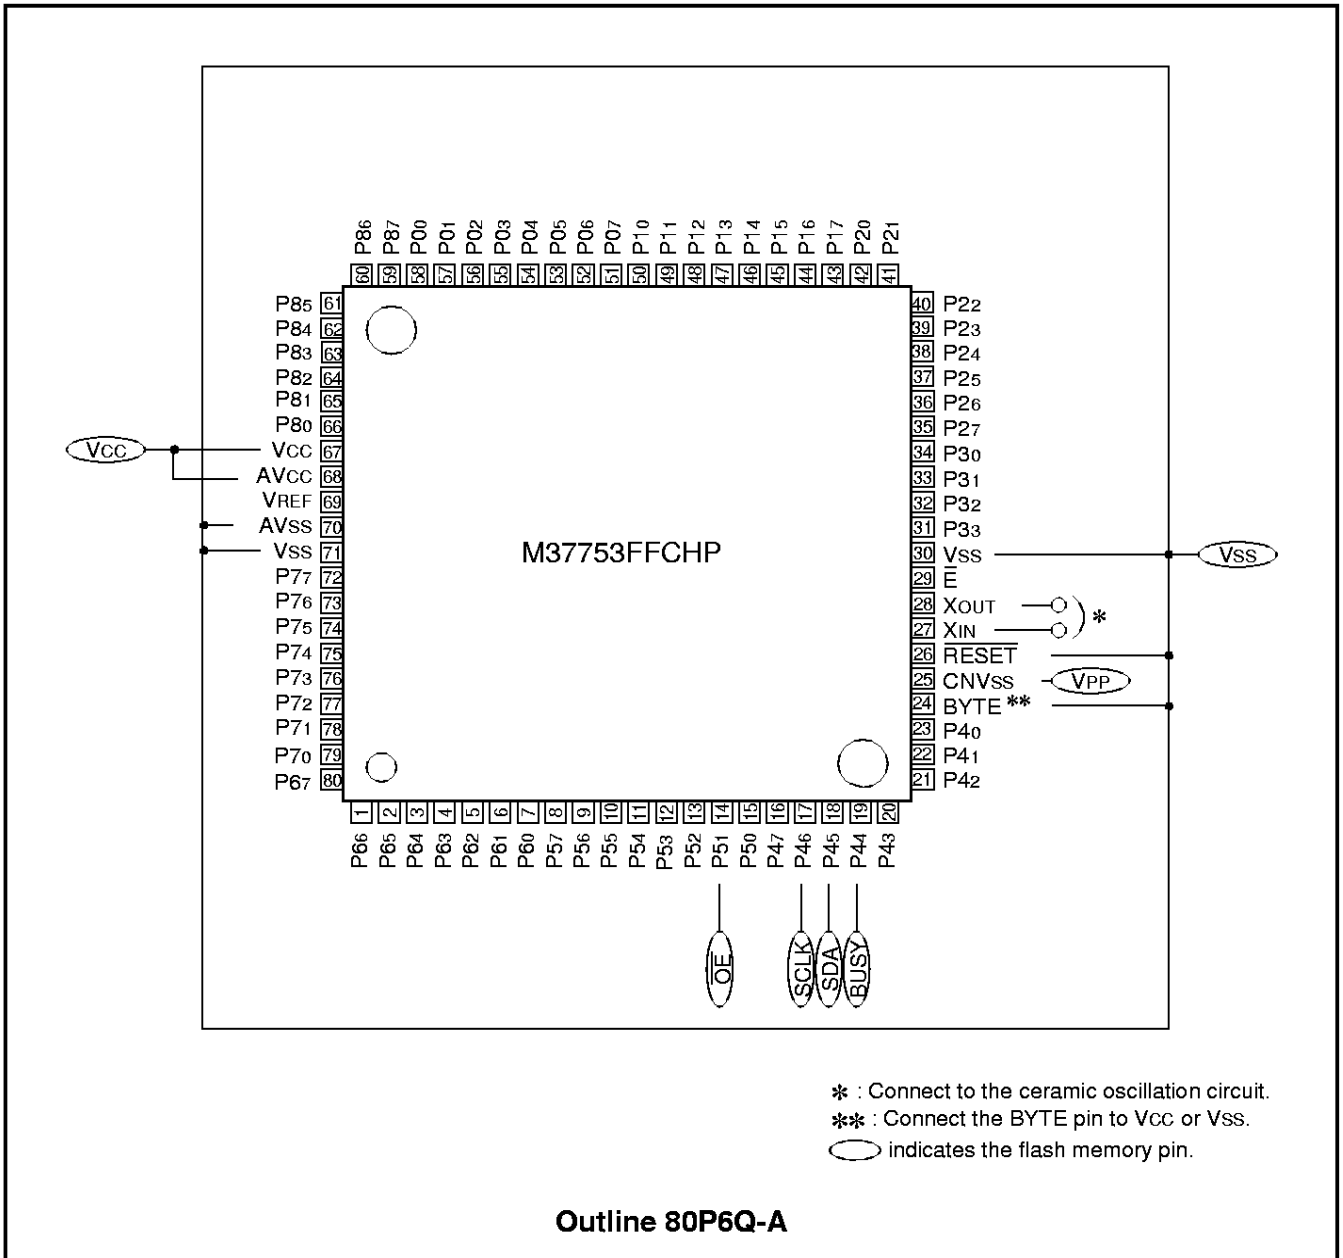 P86 P87 P00 P01 P02 P03 P04 P05 P06 P07 P10 P11 P12 P13 P14 P15 P16 P17 P20 P21
60 59 58 57 56 55 54 53 52 51 50 49 48 47 46 45 44 43 42 41
P85 61
P84 62
P83 63
P82 64
P81 65
P80 66
VCC VCC 67
AVCC 68
VREF 69
AVSS 70
VSS 71
P77 72
P76 73
P75 74
P74 75
P73 76
P72 77
P71 78
P70 79
P67 80
M37753FFCHP
40 P22
39 P23
38 P24
37 P25
36 P26
35 P27
34 P30
33 P31
32 P32
31 P33
30 VSS VSS
29 E̅
28 XOUT
27 XIN *
26 R̅E̅S̅E̅T̅
25 CNVSS VPP
24 BYTE **
23 P40
22 P41
21 P42
1 2 3 4 5 6 7 8 9 10 11 12 13 14 15 16 17 18 19 20
P66 P65 P64 P63 P62 P61 P60 P57 P56 P55 P54 P53 P52 P51 P50 P47 P46 P45 P44 P43
O̅E̅ SCLK SDA BUSY
* : Connect to the ceramic oscillation circuit.
** : Connect the BYTE pin to VCC or VSS.
indicates the flash memory pin.
Outline 80P6Q-A